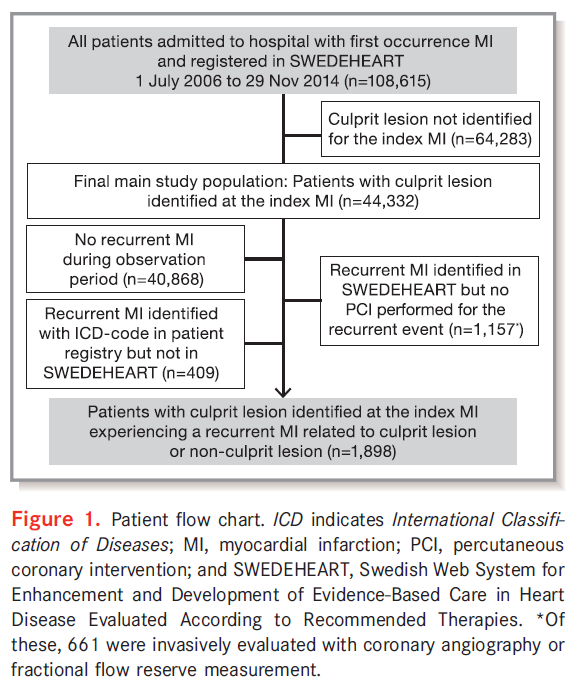 All patients admitted to hospital with first occurrence MI
and registered in SWEDEHEART
1 July 2006 to 29 Nov 2014 (n=108,615)
Culprit lesion not identified
for the index MI (n=64,283)
Final main study population: Patients with culprit lesion
identified at the index MI (n=44,332)
No recurrent MI
during observation
period (n=40,868)
Recurrent MI identified in
SWEDEHEART but no
PCI performed for the
recurrent event (n=1,157*)
Recurrent MI identified
with ICD-code in patient
registry but not in
SWEDEHEART (n=409)
Patients with culprit lesion identified at the index MI
experiencing a recurrent MI related to culprit lesion
or non-culprit lesion (n=1,898)
Figure 1. Patient flow chart. ICD indicates International Classifi-
cation of Diseases; MI, myocardial infarction; PCI, percutaneous
coronary intervention; and SWEDEHEART, Swedish Web System for
Enhancement and Development of Evidence-Based Care in Heart
Disease Evaluated According to Recommended Therapies. *Of
these, 661 were invasively evaluated with coronary angiography or
fractional flow reserve measurement.